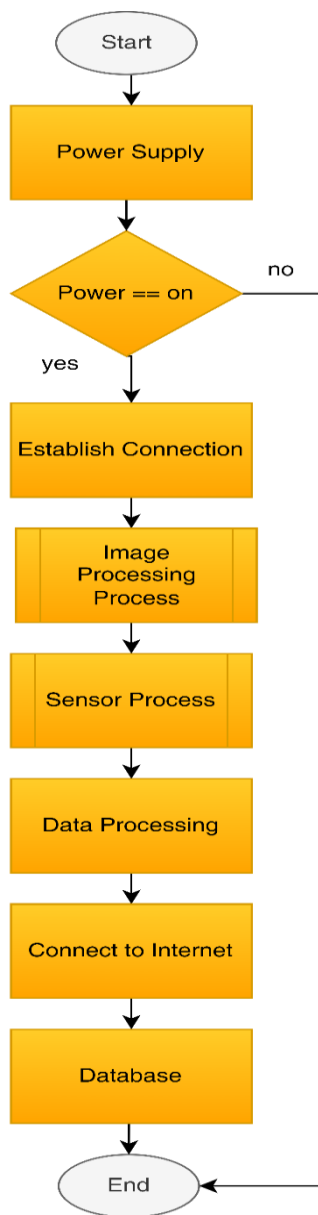 Start
Power Supply
Power == on
no
yes
Establish Connection
Image
Processing
Process
Sensor Process
Data Processing
Connect to Internet
Database
End